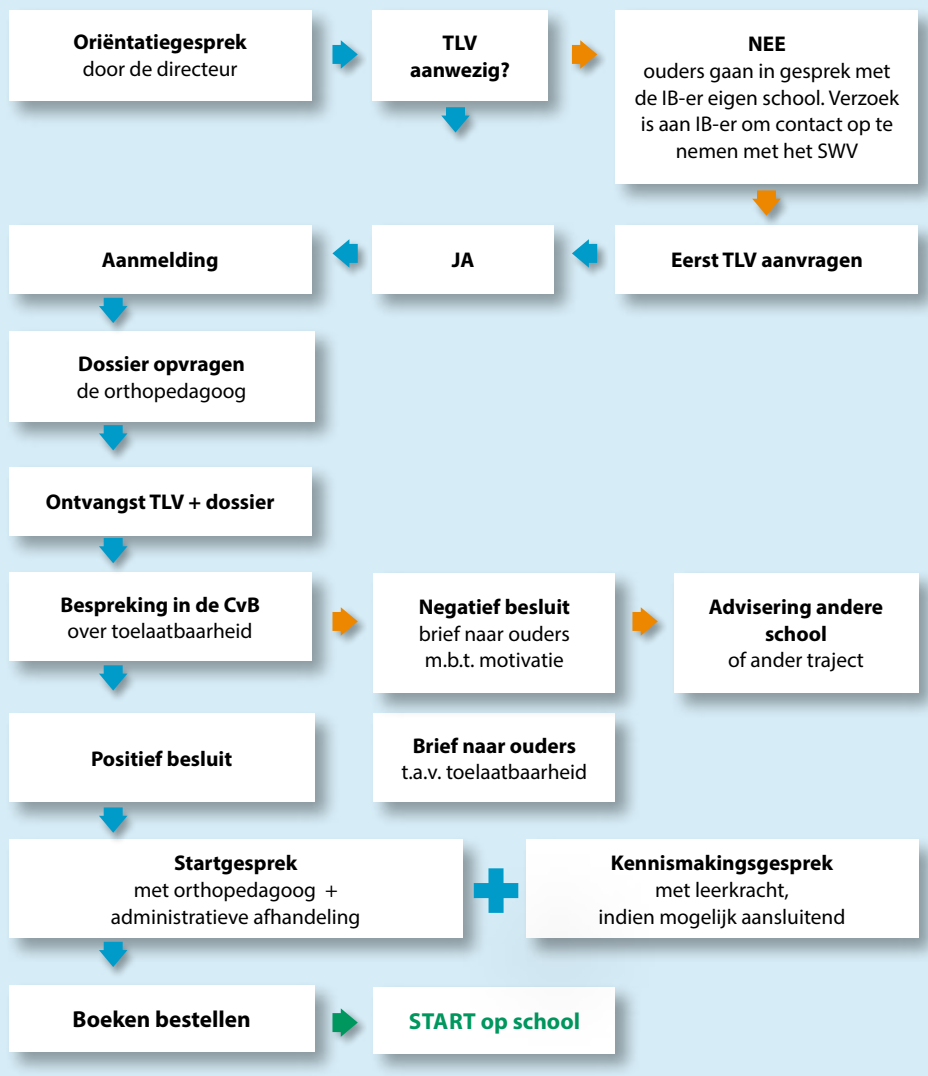 Oriëntatiegesprek
door de directeur
TLV
aanwezig?
NEE
ouders gaan in gesprek met
de IB-er eigen school. Verzoek
is aan IB-er om contact op te
nemen met het SWV
Aanmelding
JA
Eerst TLV aanvragen
Dossier opvragen
de orthopedagoog
Ontvangst TLV + dossier
Bespreking in de CvB
over toelaatbaarheid
Negatief besluit
brief naar ouders
m.b.t. motivatie
Advisering andere
school
of ander traject
Positief besluit
Brief naar ouders
t.a.v. toelaatbaarheid
Startgesprek
met orthopedagoog +
administratieve afhandeling
Kennismakingsgesprek
met leerkracht,
indien mogelijk aansluitend
Boeken bestellen
START op school